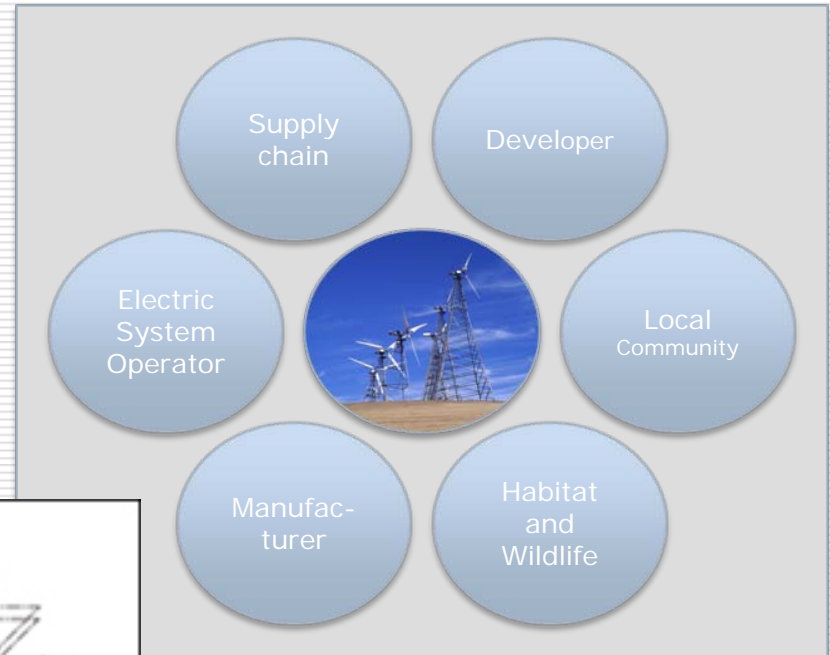 Supply
chain
Developer
Electric
System
Operator
Local
Community
Manufac-
turer
Habitat
and
Wildlife